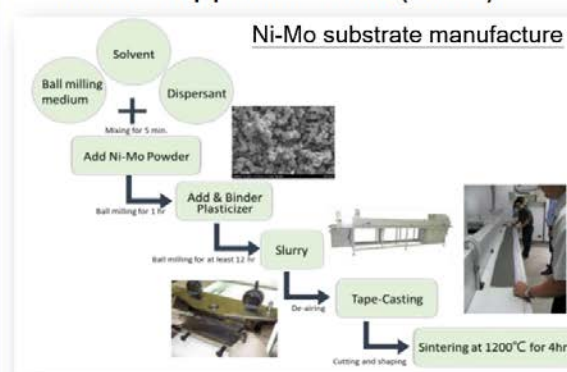 Ni-Mo substrate manufacture
Solvent
Ball milling
medium
Dispersant
Mixing for 5 min.
Add Ni-Mo Powder
Ball milling for 1 hr
Add & Binder
Plasticizer
Ball milling for at least 12 hr
Slurry
De-airing
Tape-Casting
Cutting and shaping
Sintering at 1200℃ for 4hr